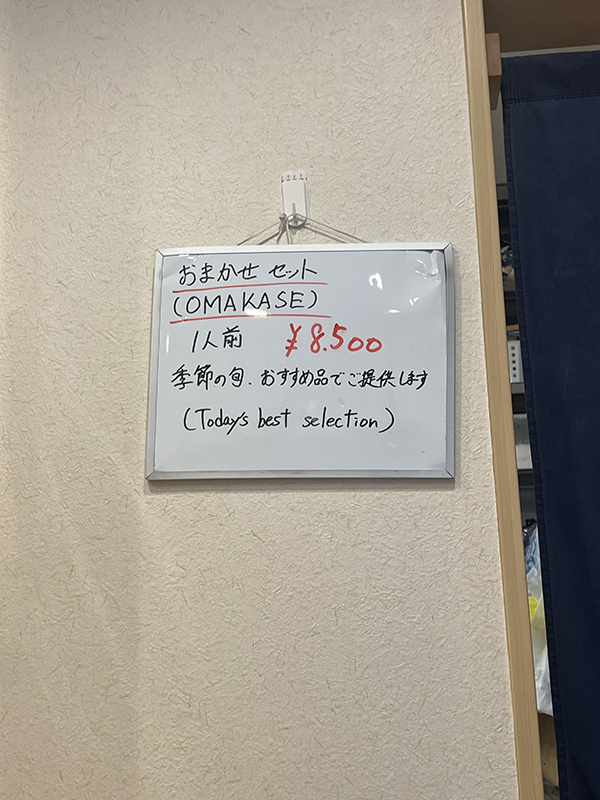 おまかせ セット
(OMAKASE)
1人前 ¥8.500
季節の旬、おすすめ品でご提供します
(Today's best selection)